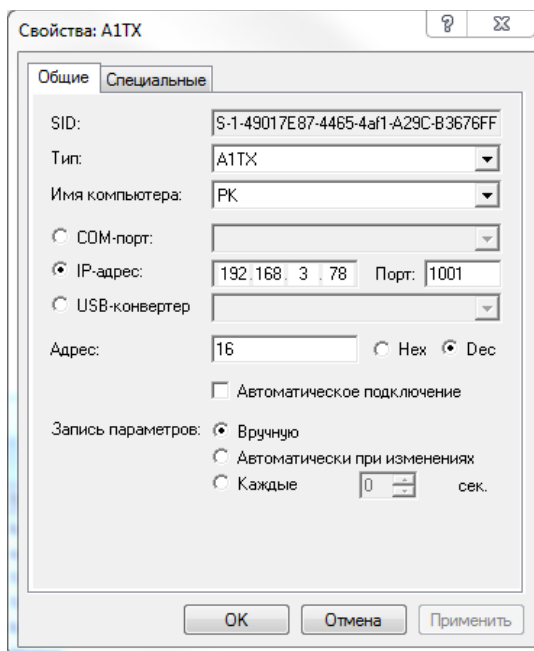 Свойства: A1TX
Общие Специальные
SID: S-1-49017E87-4465-4af1-A29C-B3676FF
Тип: A1TX
Имя компьютера: PK
COM-порт:
IP-адрес: 192 . 168 . 3 . 78 Порт: 1001
USB-конвертер
Адрес: 16 Hex Dec
Автоматическое подключение
Запись параметров: Вручную
Автоматически при изменениях
Каждые 0 сек.
OK Отмена Применить